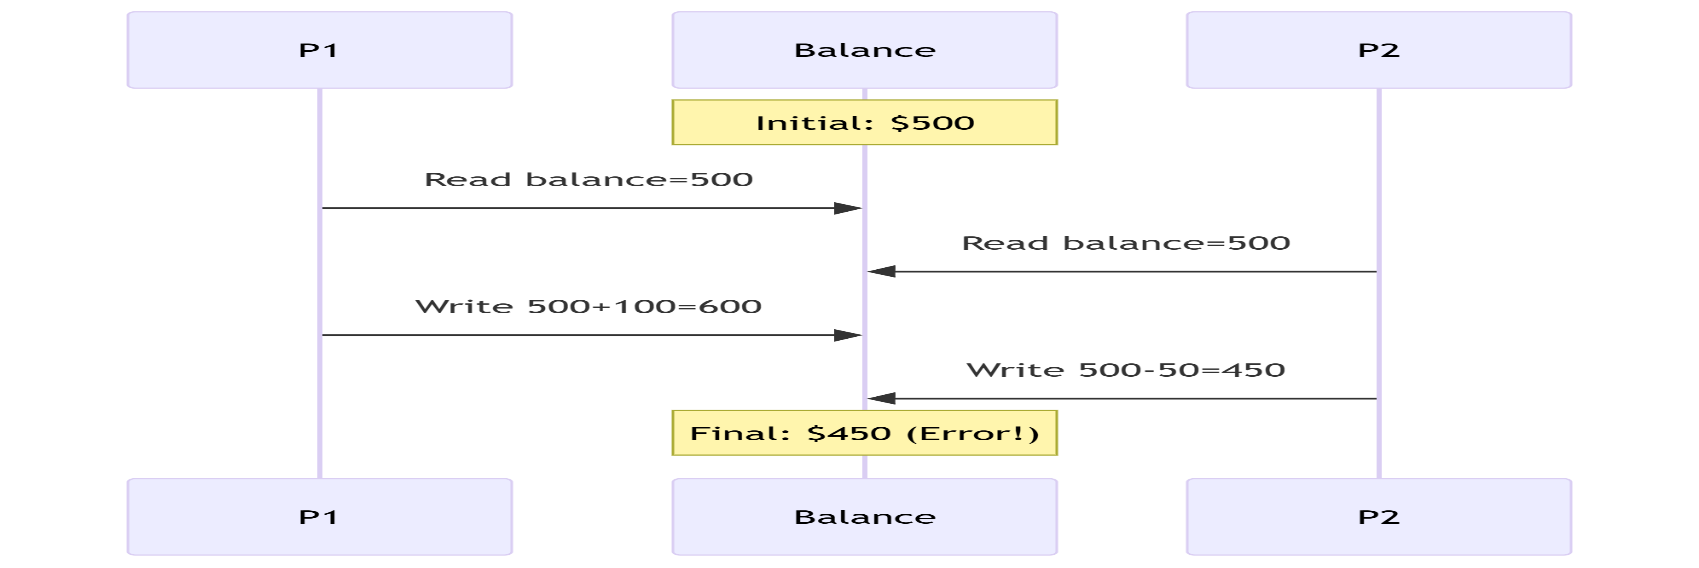 P1
Balance
P2
Initial: $500
Read balance=500
Read balance=500
Write 500+100=600
Write 500-50=450
Final: $450 (Error!)
P1
Balance
P2